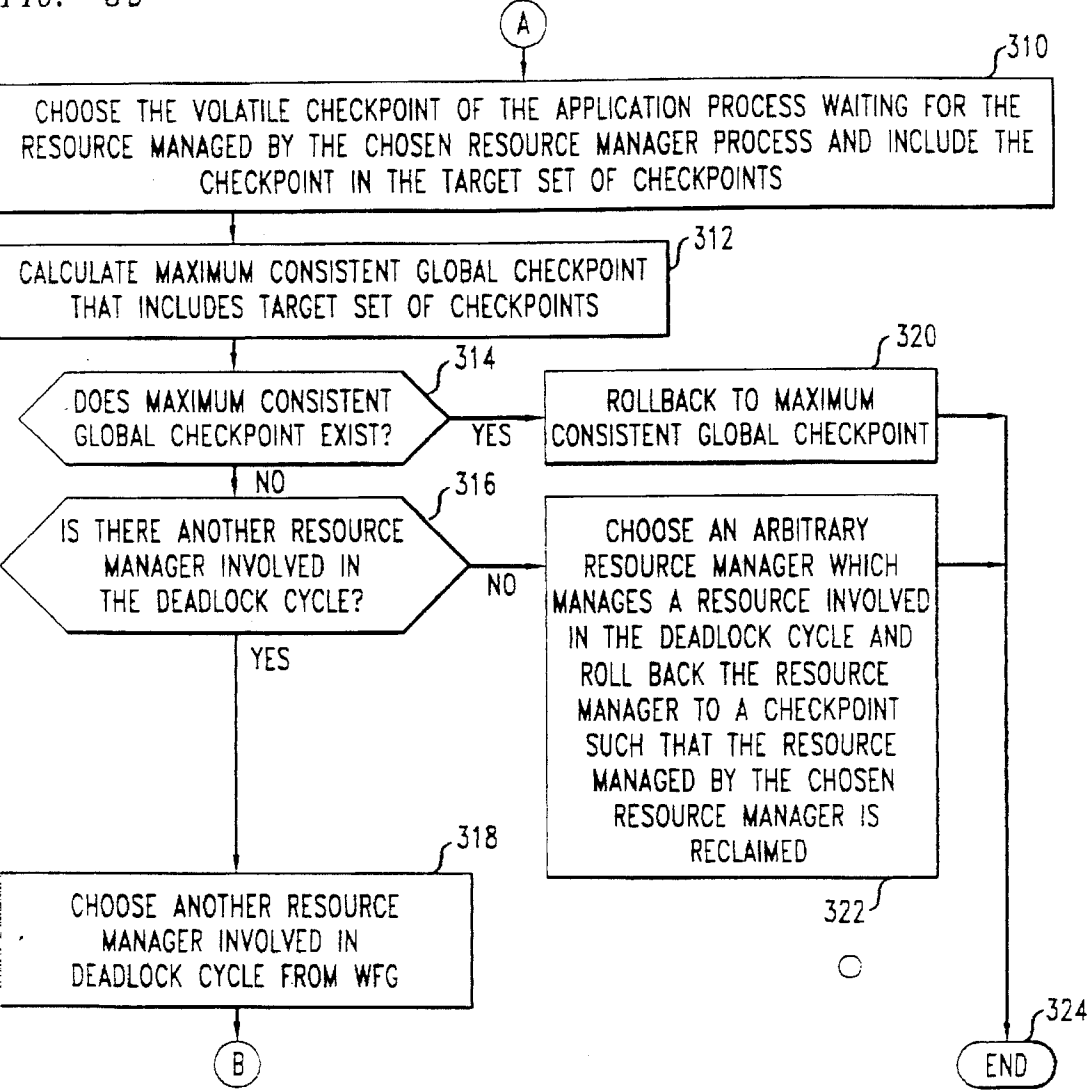 A
310
CHOOSE THE VOLATILE CHECKPOINT OF THE APPLICATION PROCESS WAITING FOR THE
RESOURCE MANAGED BY THE CHOSEN RESOURCE MANAGER PROCESS AND INCLUDE THE
CHECKPOINT IN THE TARGET SET OF CHECKPOINTS
312
CALCULATE MAXIMUM CONSISTENT GLOBAL CHECKPOINT
THAT INCLUDES TARGET SET OF CHECKPOINTS
314
DOES MAXIMUM CONSISTENT
GLOBAL CHECKPOINT EXIST?
YES
320
ROLLBACK TO MAXIMUM
CONSISTENT GLOBAL CHECKPOINT
NO
316
IS THERE ANOTHER RESOURCE
MANAGER INVOLVED IN
THE DEADLOCK CYCLE?
NO
CHOOSE AN ARBITRARY
RESOURCE MANAGER WHICH
MANAGES A RESOURCE INVOLVED
IN THE DEADLOCK CYCLE AND
ROLL BACK THE RESOURCE
MANAGER TO A CHECKPOINT
SUCH THAT THE RESOURCE
MANAGED BY THE CHOSEN
RESOURCE MANAGER IS
RECLAIMED
322
YES
318
CHOOSE ANOTHER RESOURCE
MANAGER INVOLVED IN
DEADLOCK CYCLE FROM WFG
B
324
END